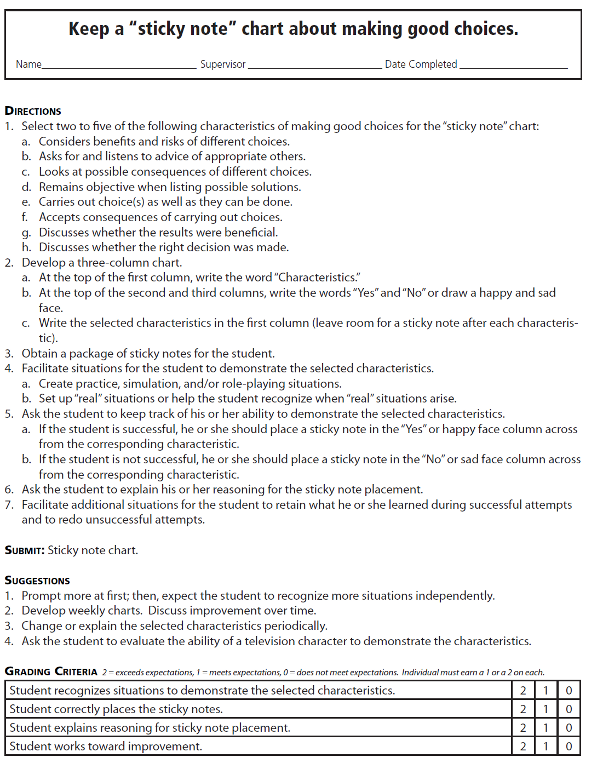 Keep a “sticky note” chart about making good choices.
Name_________________________ Supervisor______________________ Date Completed__________________
DIRECTIONS
1. Select two to five of the following characteristics of making good choices for the “sticky note” chart:
a. Considers benefits and risks of different choices.
b. Asks for and listens to advice of appropriate others.
c. Looks at possible consequences of different choices.
d. Remains objective when listing possible solutions.
e. Carries out choice(s) as well as they can be done.
f. Accepts consequences of carrying out choices.
g. Discusses whether the results were beneficial.
h. Discusses whether the right decision was made.
2. Develop a three-column chart.
a. At the top of the first column, write the word “Characteristics.”
b. At the top of the second and third columns, write the words “Yes” and “No” or draw a happy and sad
face.
c. Write the selected characteristics in the first column (leave room for a sticky note after each characteris-
tic).
3. Obtain a package of sticky notes for the student.
4. Facilitate situations for the student to demonstrate the selected characteristics.
a. Create practice, simulation, and/or role-playing situations.
b. Set up “real” situations or help the student recognize when “real” situations arise.
5. Ask the student to keep track of his or her ability to demonstrate the selected characteristics.
a. If the student is successful, he or she should place a sticky note in the “Yes” or happy face column across
from the corresponding characteristic.
b. If the student is not successful, he or she should place a sticky note in the “No” or sad face column across
from the corresponding characteristic.
6. Ask the student to explain his or her reasoning for the sticky note placement.
7. Facilitate additional situations for the student to retain what he or she learned during successful attempts
and to redo unsuccessful attempts.
SUBMIT: Sticky note chart.
SUGGESTIONS
1. Prompt more at first; then, expect the student to recognize more situations independently.
2. Develop weekly charts. Discuss improvement over time.
3. Change or explain the selected characteristics periodically.
4. Ask the student to evaluate the ability of a television character to demonstrate the characteristics.
GRADING CRITERIA 2 = exceeds expectations, 1 = meets expectations, 0 = does not meet expectations. Individual must earn a 1 or a 2 on each.
Student recognizes situations to demonstrate the selected characteristics. 2 1 0
Student correctly places the sticky notes. 2 1 0
Student explains reasoning for sticky note placement. 2 1 0
Student works toward improvement. 2 1 0